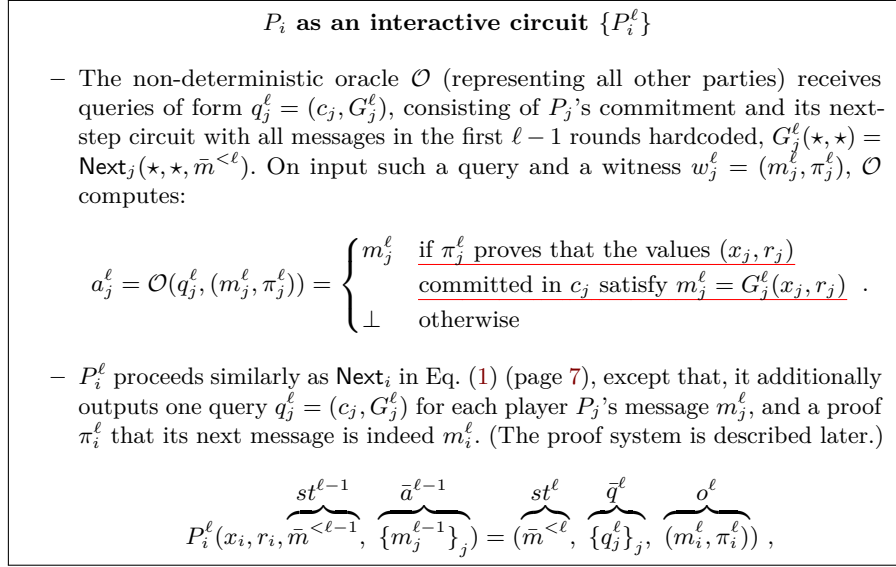 P_i as an interactive circuit {P_i^ℓ}
– The non-deterministic oracle 𝒪 (representing all other parties) receives
queries of form q_j^ℓ = (c_j, G_j^ℓ), consisting of P_j's commitment and its next-
step circuit with all messages in the first ℓ − 1 rounds hardcoded, G_j^ℓ(⋆, ⋆) =
Next_j(⋆, ⋆, m̄^{<ℓ}). On input such a query and a witness w_j^ℓ = (m_j^ℓ, π_j^ℓ), 𝒪
computes:
a_j^ℓ = 𝒪(q_j^ℓ, (m_j^ℓ, π_j^ℓ)) = { m_j^ℓ if π_j^ℓ proves that the values (x_j, r_j)
committed in c_j satisfy m_j^ℓ = G_j^ℓ(x_j, r_j) .
⊥ otherwise
– P_i^ℓ proceeds similarly as Next_i in Eq. (1) (page 7), except that, it additionally
outputs one query q_j^ℓ = (c_j, G_j^ℓ) for each player P_j's message m_j^ℓ, and a proof
π_i^ℓ that its next message is indeed m_i^ℓ. (The proof system is described later.)
st^{ℓ−1} ā^{ℓ−1} st^ℓ q̄^ℓ o^ℓ
P_i^ℓ(x_i, r_i, m̄^{<ℓ−1}, {m_j^{ℓ−1}}_j) = (m̄^{<ℓ}, {q_j^ℓ}_j, (m_i^ℓ, π_i^ℓ)) ,